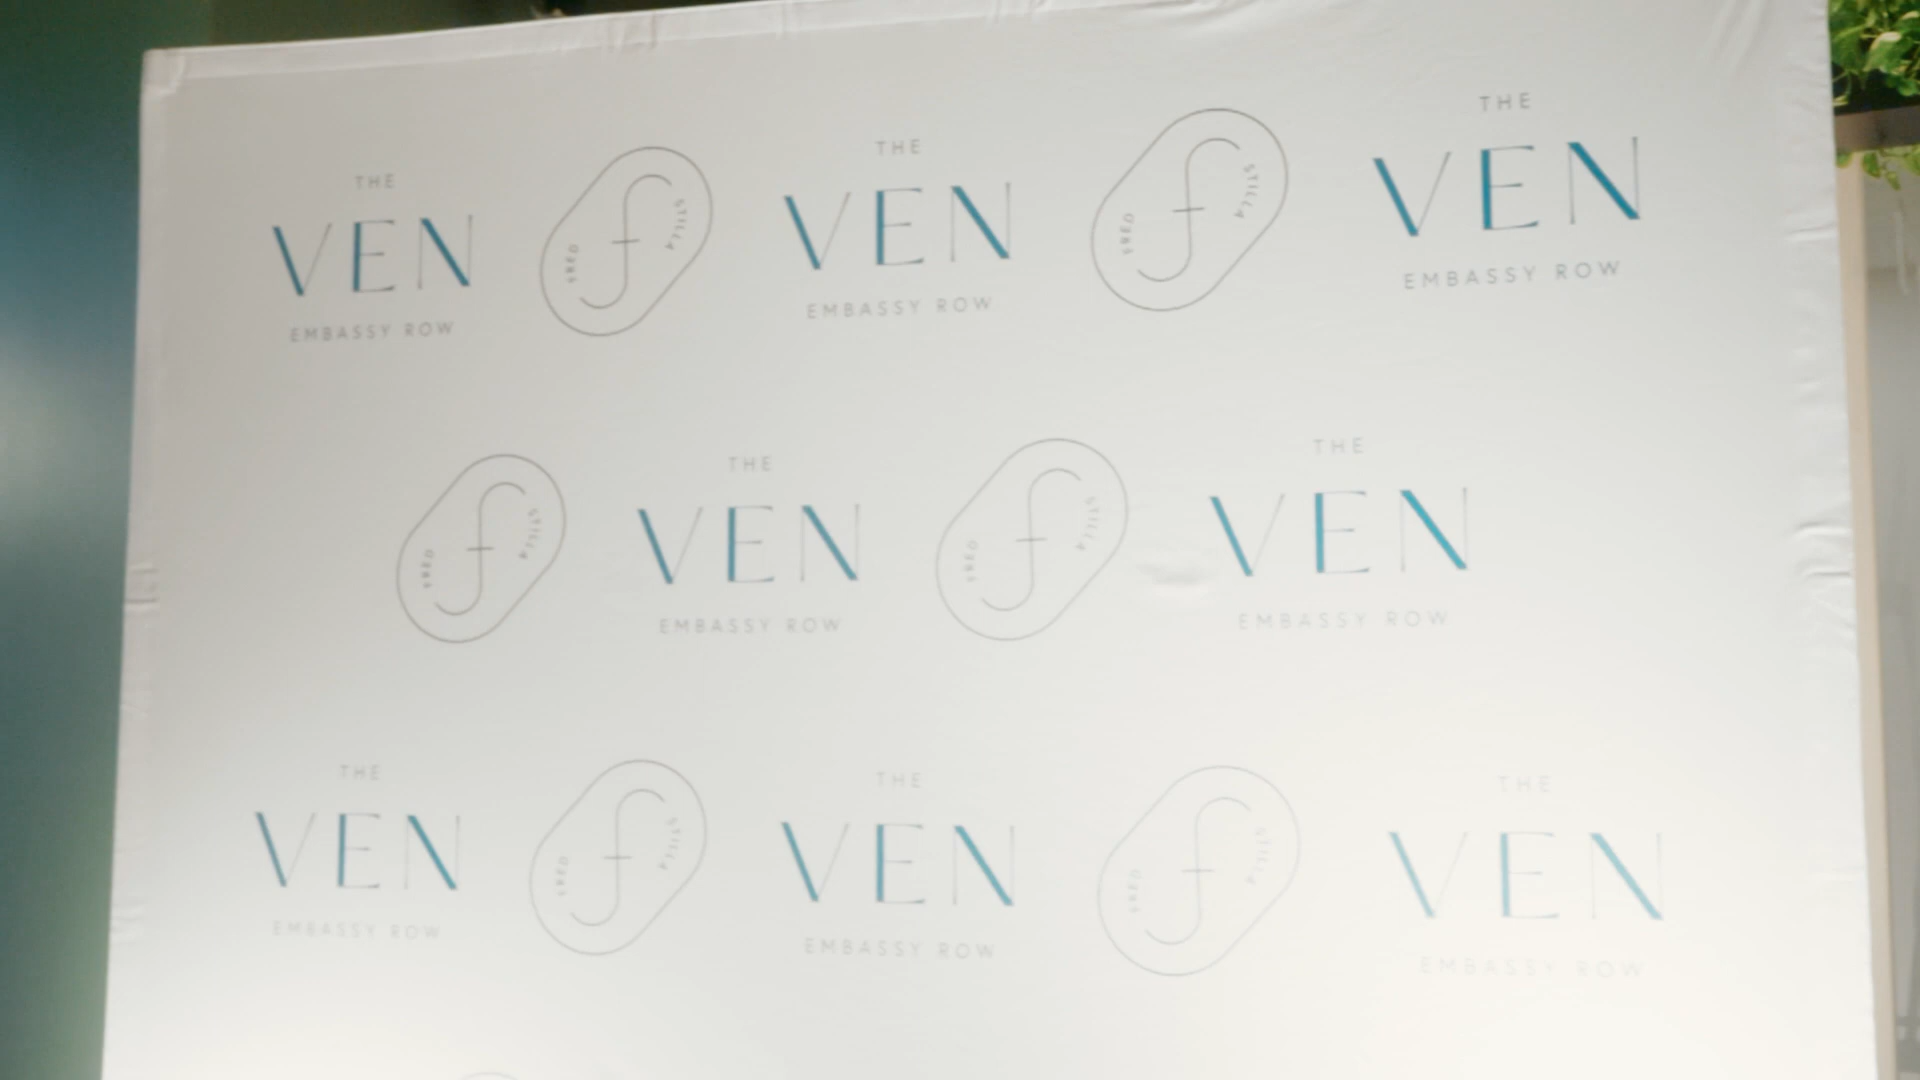 THE
VEN
EMBASSY ROW
FRED
STILLA
THE
VEN
EMBASSY ROW
FRED
STILLA
THE
VEN
EMBASSY ROW
FRED
STILLA
THE
VEN
EMBASSY ROW
FRED
STILLA
THE
VEN
EMBASSY ROW
THE
VEN
EMBASSY ROW
FRED
STILLA
THE
VEN
EMBASSY ROW
FRED
STILLA
THE
VEN
EMBASSY ROW